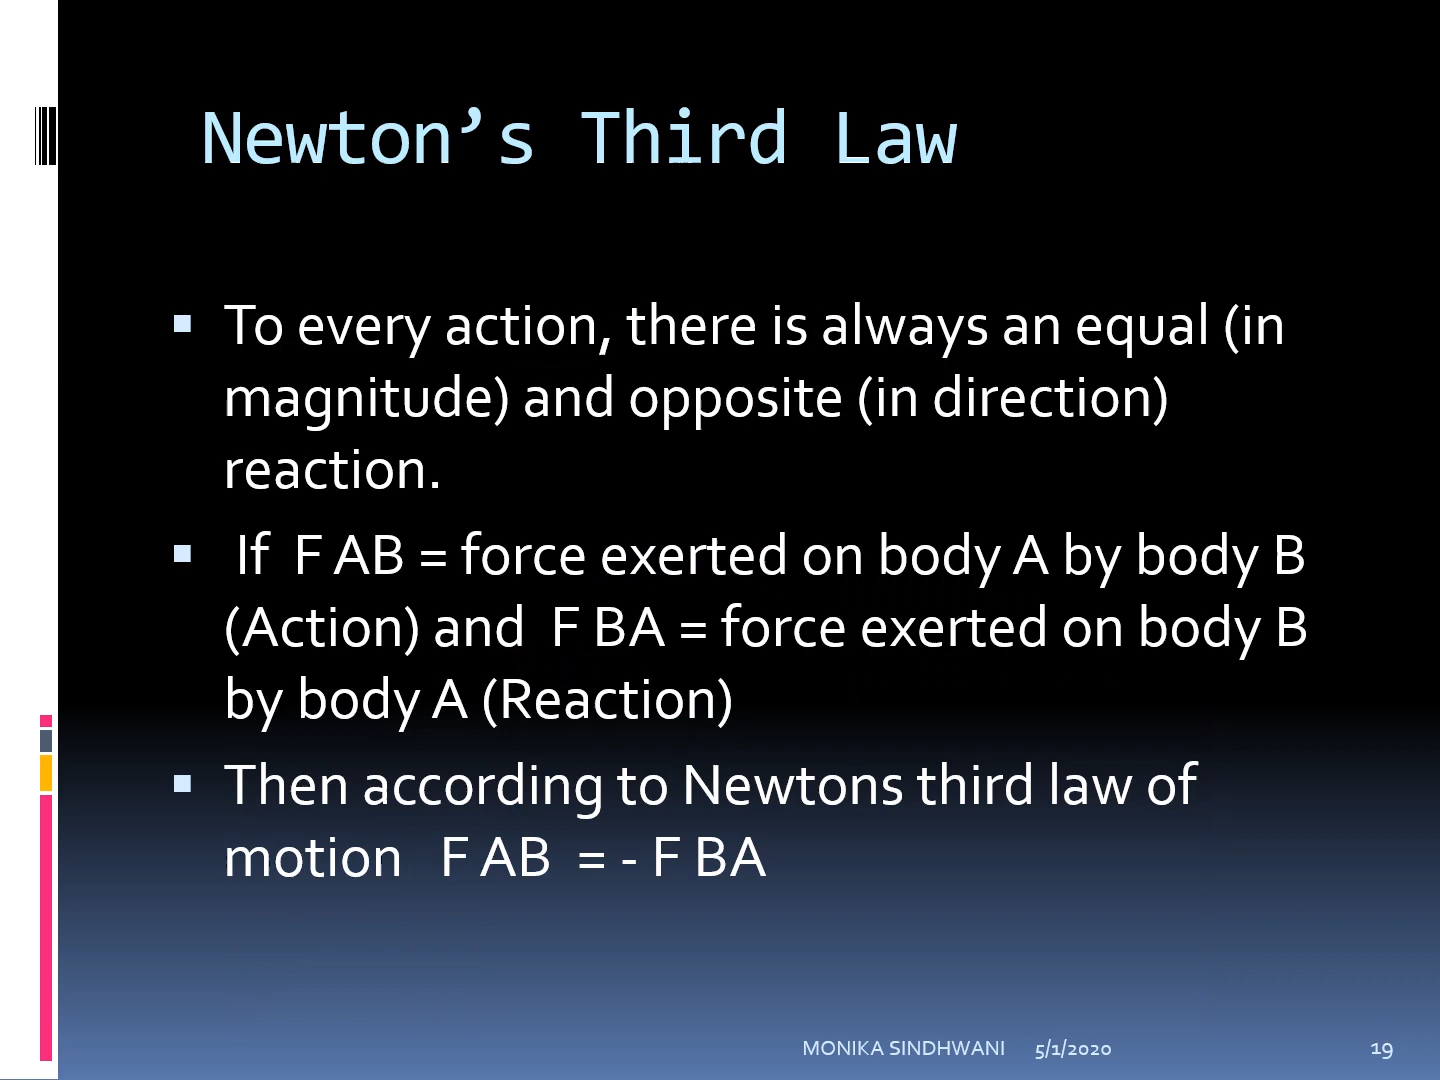 Newton’s Third Law
▪ To every action, there is always an equal (in
magnitude) and opposite (in direction)
reaction.
▪ If F AB = force exerted on body A by body B
(Action) and F BA = force exerted on body B
by body A (Reaction)
▪ Then according to Newtons third law of
motion F AB = - F BA
MONIKA SINDHWANI 5/1/2020 19